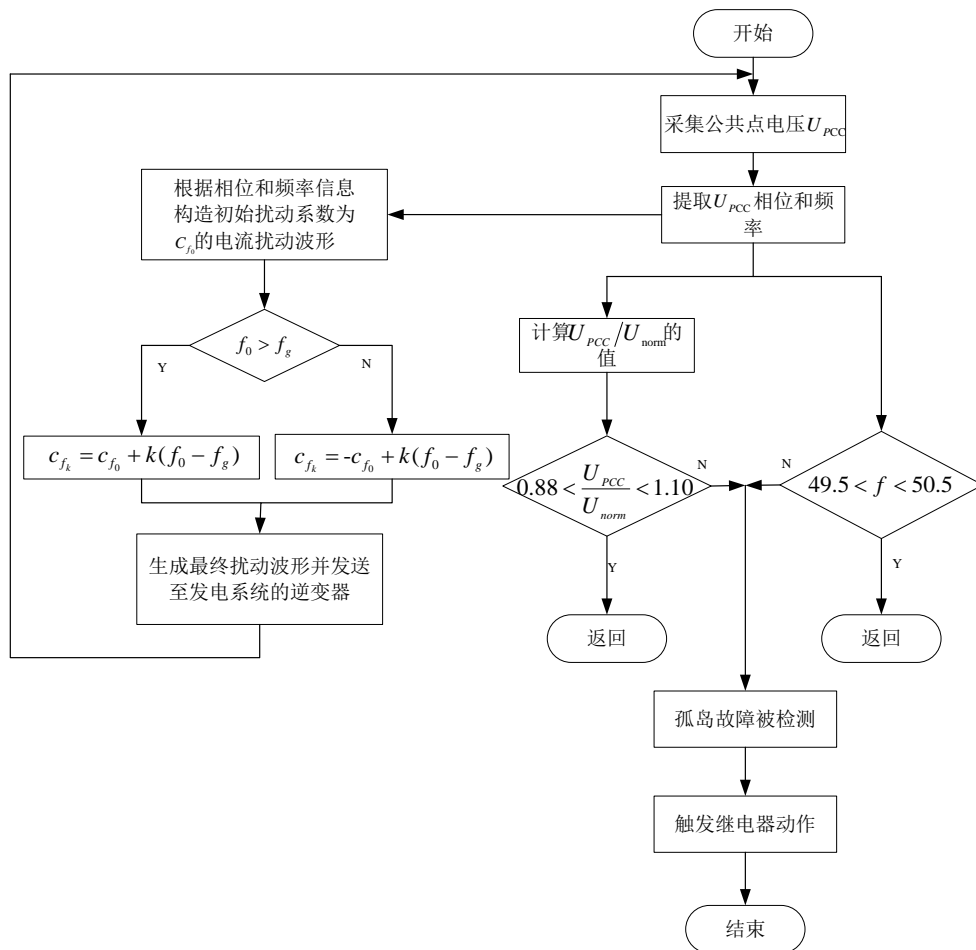 开始
采集公共点电压U_PCC
提取U_PCC相位和频
率
根据相位和频率信息
构造初始扰动系数为
C_f₀的电流扰动波形
f₀ > f_g
Y
N
c_fₖ = c_f₀ + k(f₀ − f_g)
c_fₖ = -c_f₀ + k(f₀ − f_g)
生成最终扰动波形并发送
至发电系统的逆变器
计算U_PCC/U_norm的
值
0.88 < U_PCC/U_norm < 1.10
N
Y
返回
49.5 < f < 50.5
N
Y
返回
孤岛故障被检测
触发继电器动作
结束